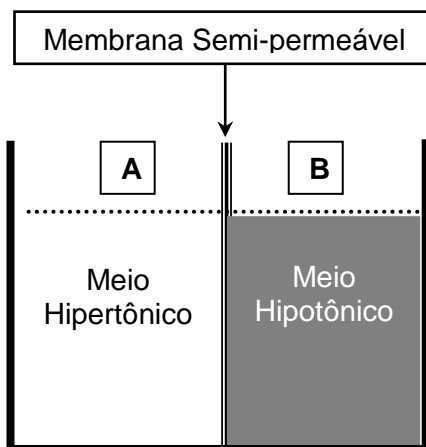 Membrana Semi-permeável
A
B
Meio
Hipertônico
Meio
Hipotônico